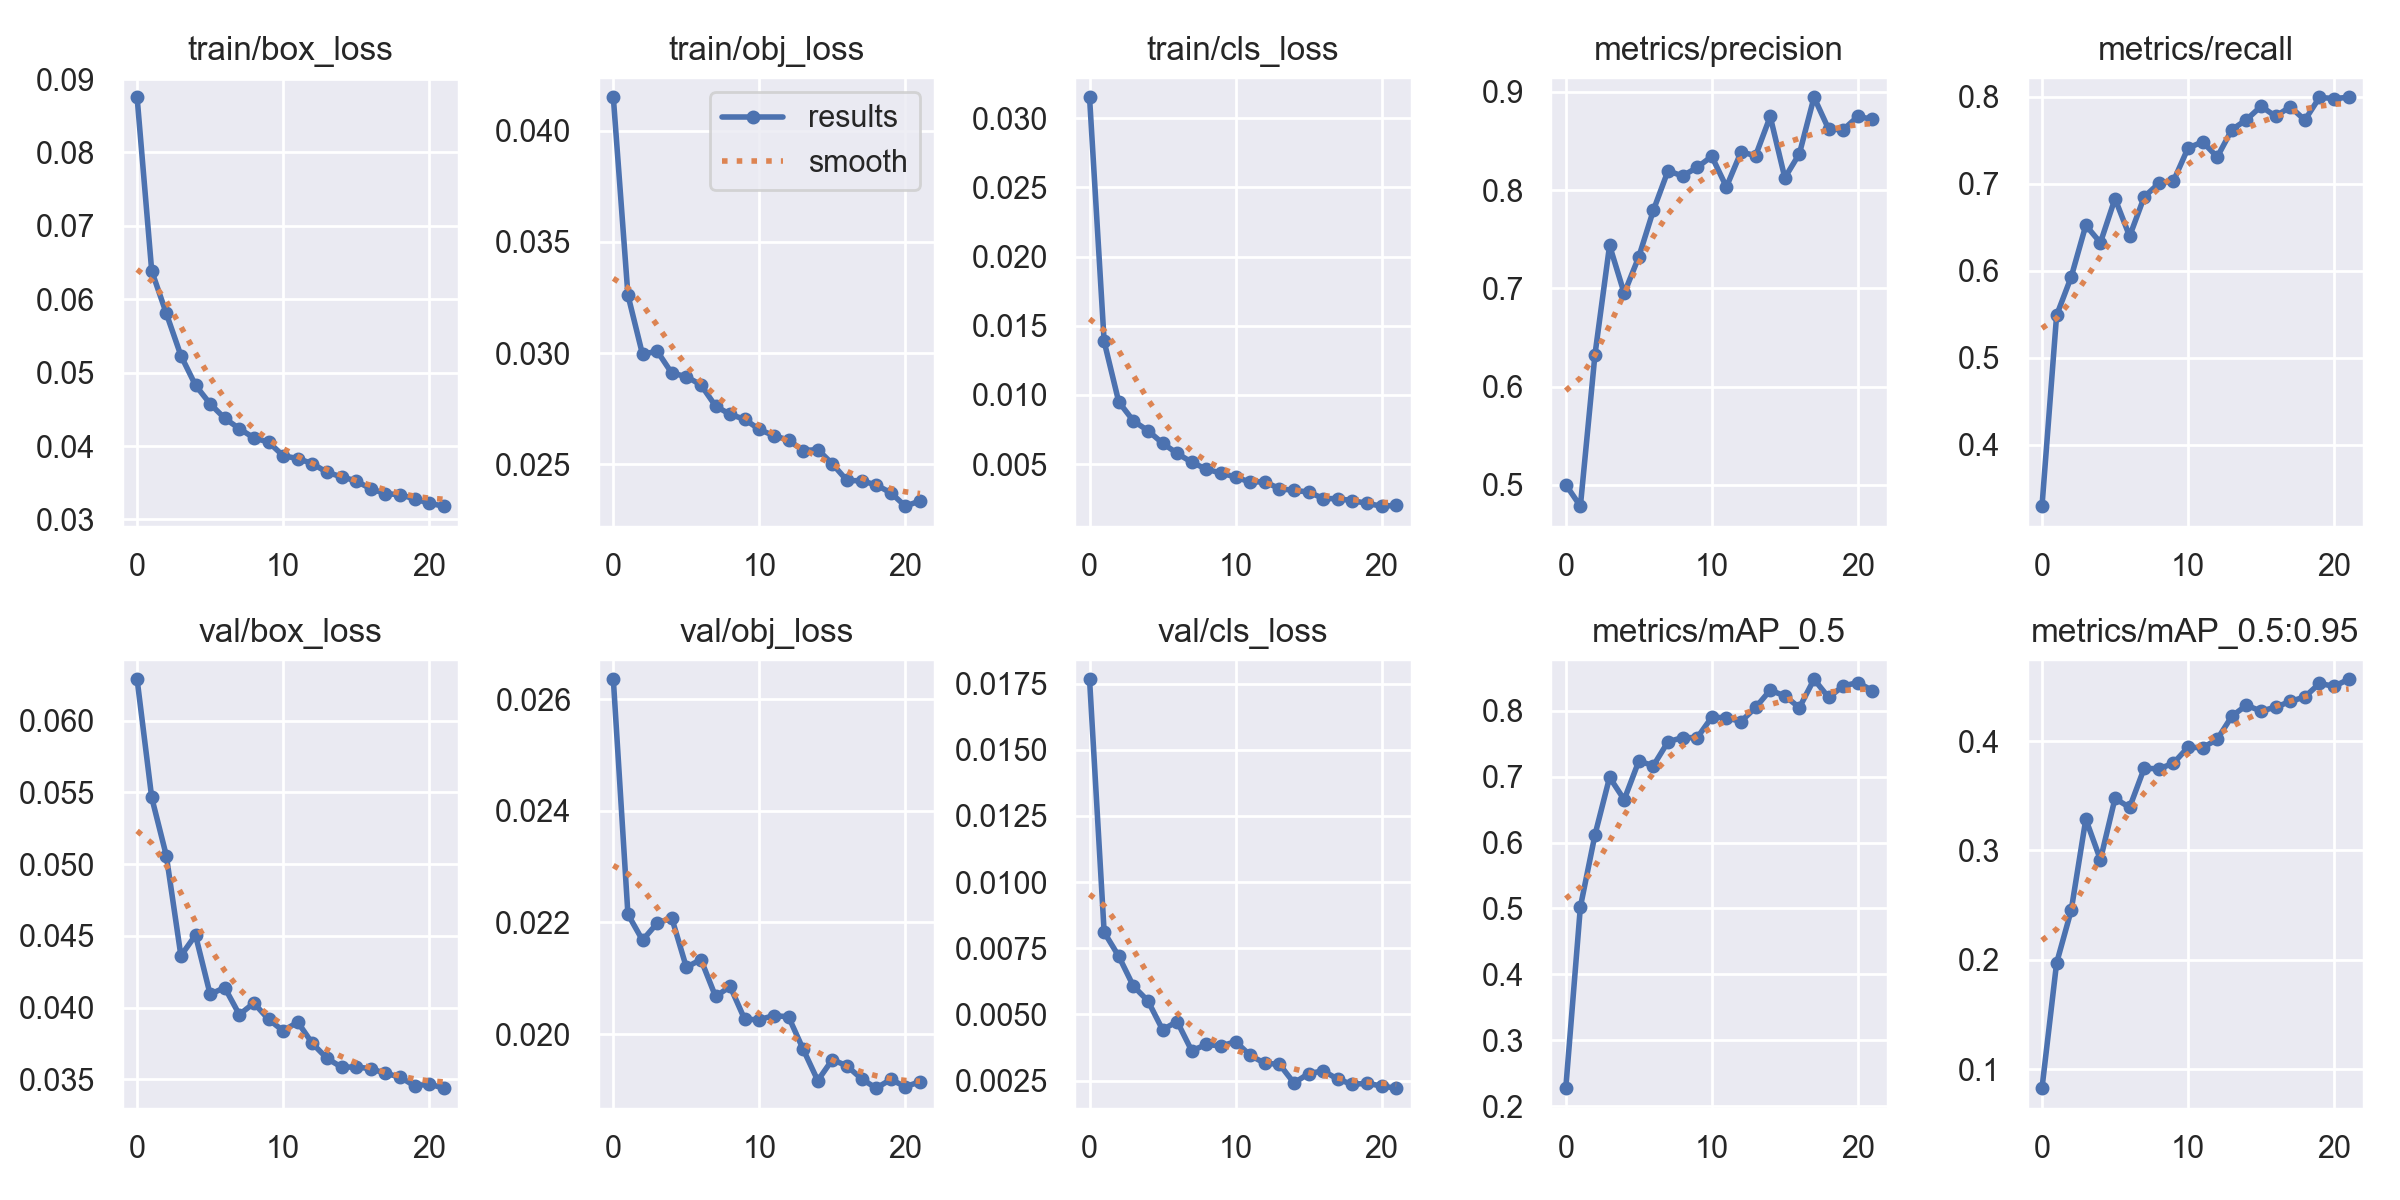 train/box_loss
0.09
0.08
0.07
0.06
0.05
0.04
0.03
0 10 20
train/obj_loss
results
smooth
0.040
0.035
0.030
0.025
0 10 20
train/cls_loss
0.030
0.025
0.020
0.015
0.010
0.005
0 10 20
metrics/precision
0.9
0.8
0.7
0.6
0.5
0 10 20
metrics/recall
0.8
0.7
0.6
0.5
0.4
0 10 20
val/box_loss
0.060
0.055
0.050
0.045
0.040
0.035
0 10 20
val/obj_loss
0.026
0.024
0.022
0.020
0 10 20
val/cls_loss
0.0175
0.0150
0.0125
0.0100
0.0075
0.0050
0.0025
0 10 20
metrics/mAP_0.5
0.8
0.7
0.6
0.5
0.4
0.3
0.2
0 10 20
metrics/mAP_0.5:0.95
0.4
0.3
0.2
0.1
0 10 20